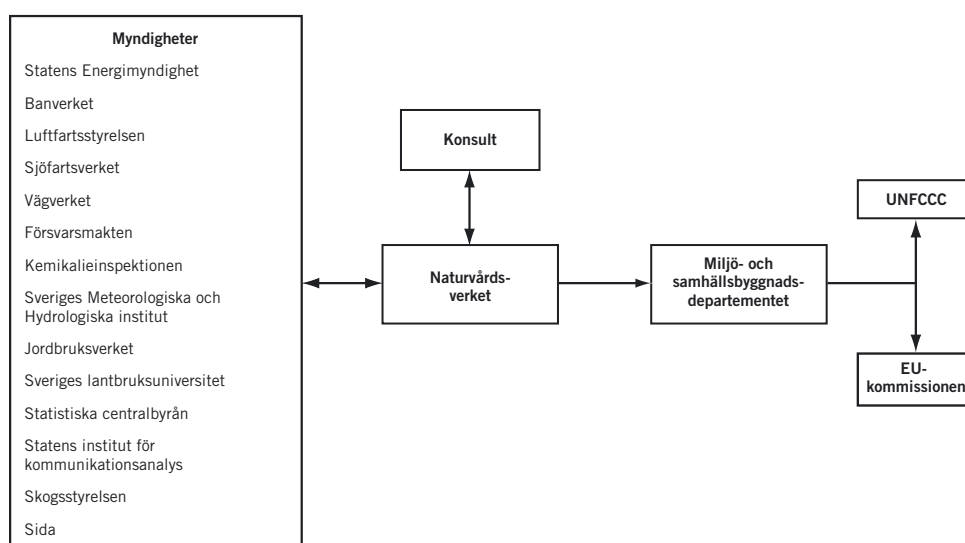 Myndigheter
Statens Energimyndighet
Banverket
Luftfartsstyrelsen
Sjöfartsverket
Vägverket
Försvarsmakten
Kemikalieinspektionen
Sveriges Meteorologiska och
Hydrologiska institut
Jordbruksverket
Sveriges lantbruksuniversitet
Statistiska centralbyrån
Statens institut för
kommunikationsanalys
Skogsstyrelsen
Sida
Konsult
Naturvårds-
verket
Miljö- och
samhällsbyggnads-
departementet
UNFCCC
EU-
kommissionen